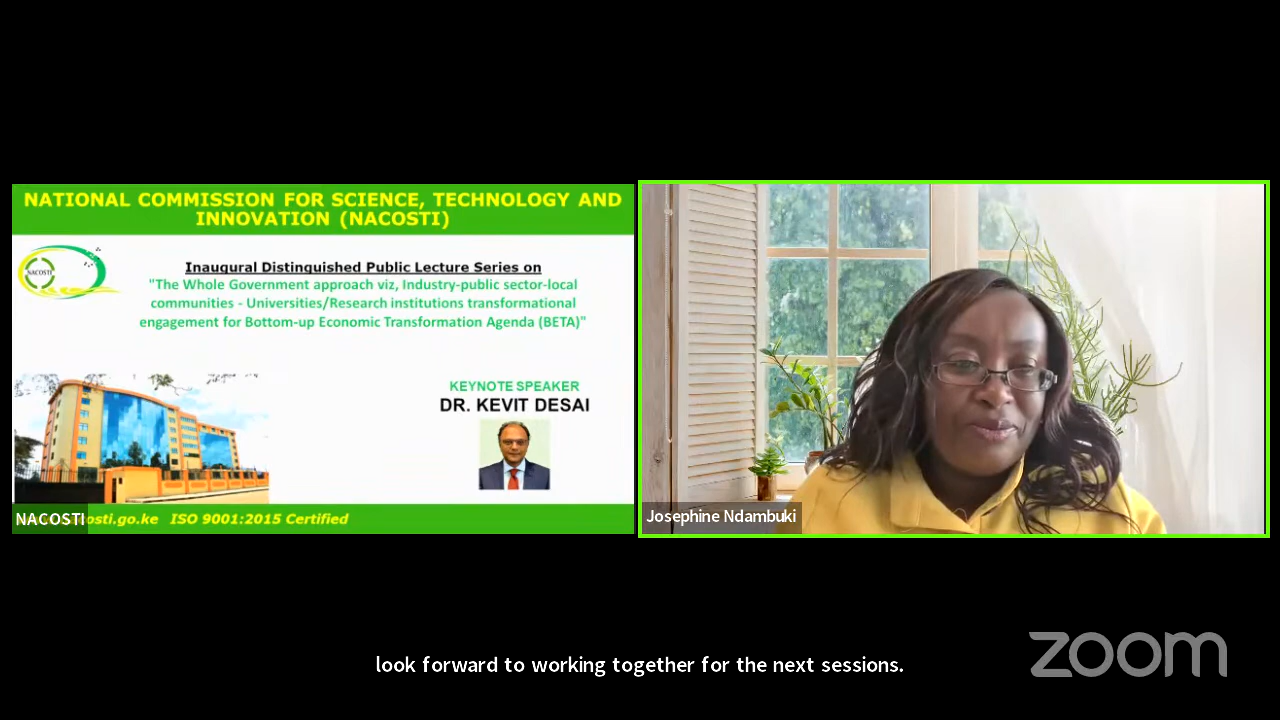 NATIONAL COMMISSION FOR SCIENCE, TECHNOLOGY AND
INNOVATION (NACOSTI)
NACOSTI
Inaugural Distinguished Public Lecture Series on
"The Whole Government approach viz, Industry-public sector-local
communities - Universities/Research institutions transformational
engagement for Bottom-up Economic Transformation Agenda (BETA)"
KEYNOTE SPEAKER
DR. KEVIT DESAI
NACOSTI
osti.go.ke ISO 9001:2015 Certified
Josephine Ndambuki
look forward to working together for the next sessions.
zoom